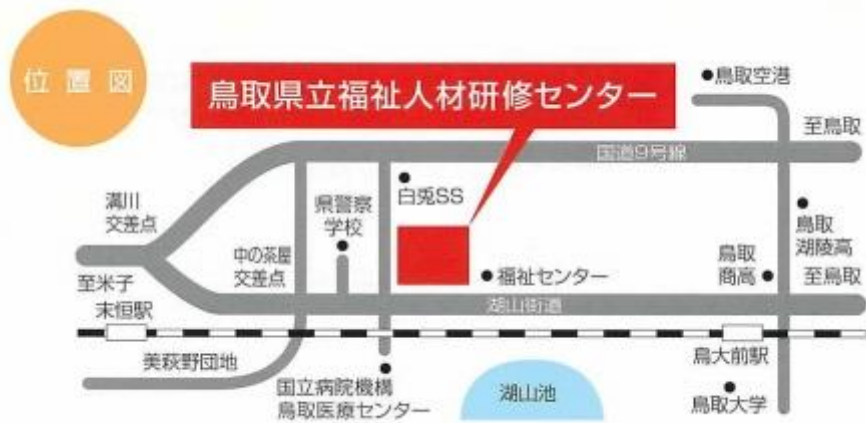 位置図
鳥取県立福祉人材研修センター
鳥取空港
至鳥取
国道9号線
溝川
交差点
県警察
学校
白兎SS
鳥取
湖陵高
中の茶屋
交差点
福祉センター
鳥取
商高
至鳥取
至米子
湖山街道
末恒駅
美萩野団地
鳥大前駅
国立病院機構
鳥取医療センター
湖山池
鳥取大学